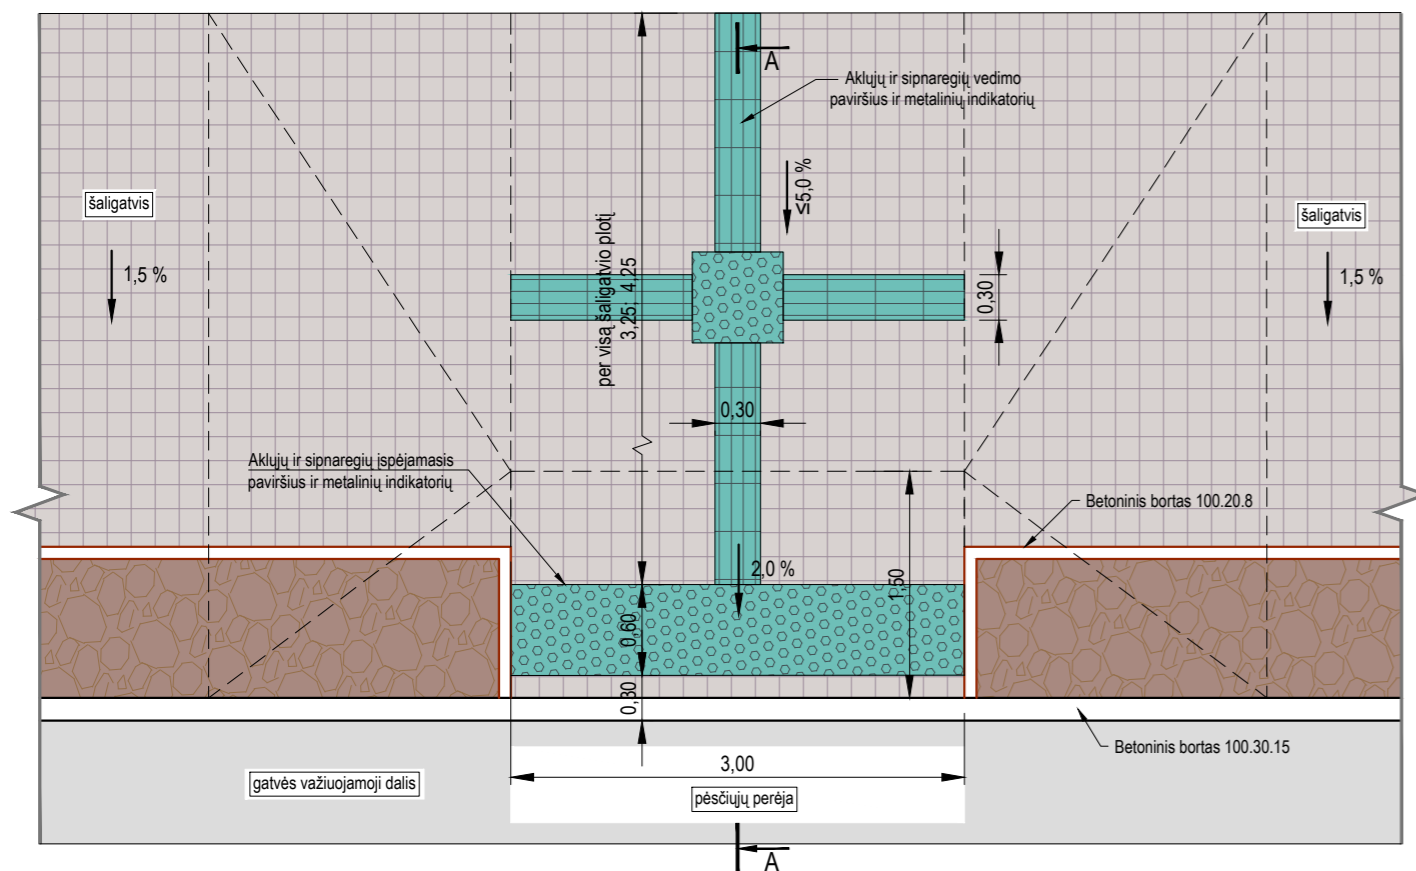 A
Aklųjų ir sipnaregių vedimo
paviršius ir metalinių indikatorių
≤5,0 %
šaligatvis
1,5 %
šaligatvis
1,5 %
per visą šaligatvio plotį
3,25; 4,25
0,30
0,30
Aklųjų ir sipnaregių įspėjamasis
paviršius ir metalinių indikatorių
Betoninis bortas 100.20.8
2,0 %
1,50
0,60
0,30
Betoninis bortas 100.30.15
3,00
gatvės važiuojamoji dalis
pėsčiųjų perėja
A